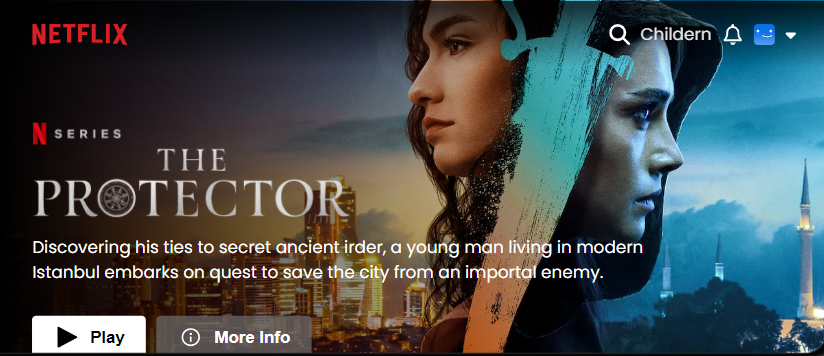 NETFLIX
Childern
N SERIES
THE
PROTECTOR
Discovering his ties to secret ancient irder, a young man living in modern
Istanbul embarks on quest to save the city from an importal enemy.
Play
More Info